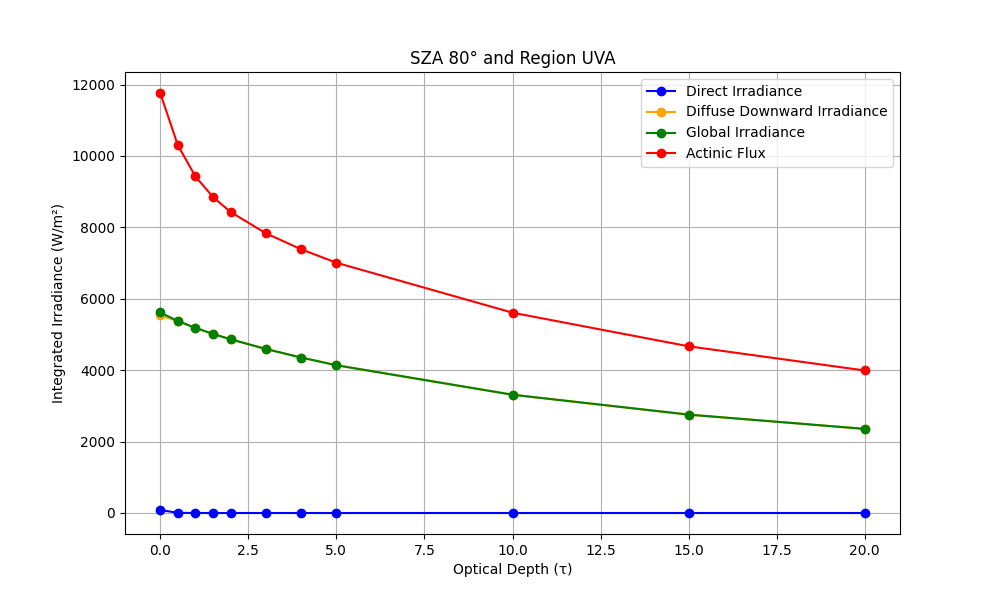 SZA 80° and Region UVA
Direct Irradiance
Diffuse Downward Irradiance
Global Irradiance
Actinic Flux
Integrated Irradiance (W/m²)
12000
10000
8000
6000
4000
2000
0
0.0 2.5 5.0 7.5 10.0 12.5 15.0 17.5 20.0
Optical Depth (τ)